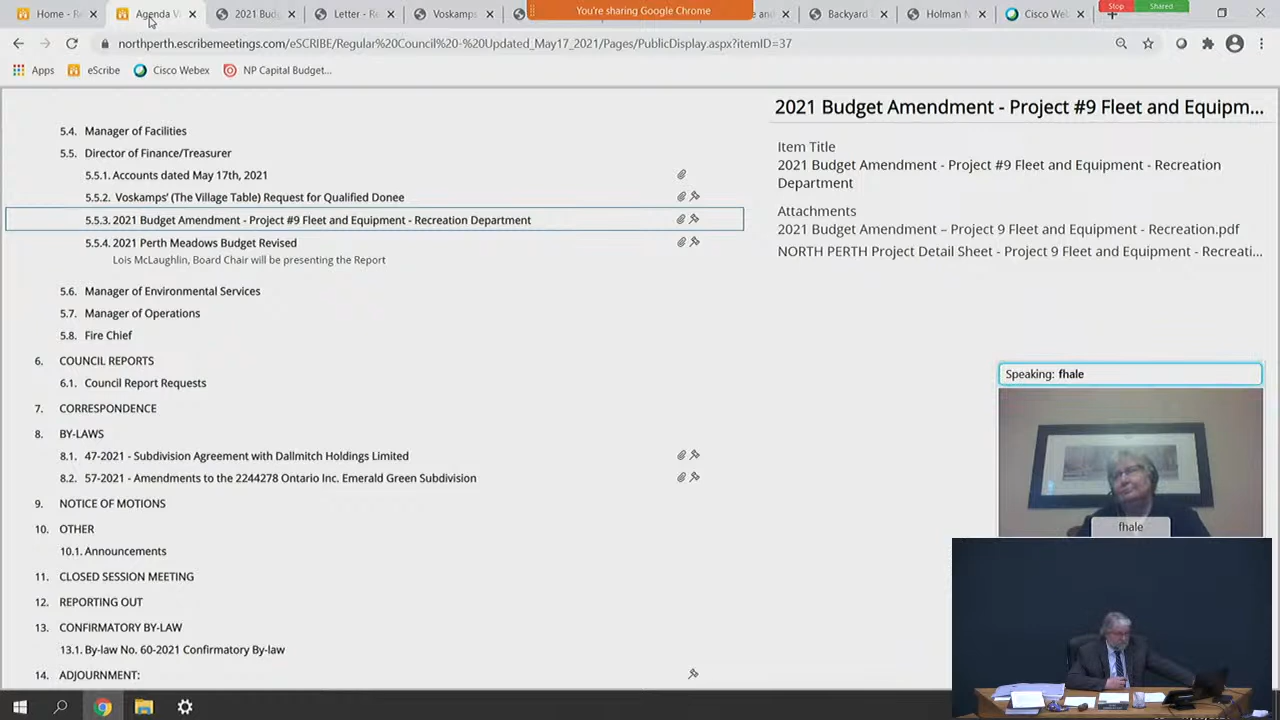 Home - R
Agenda V
2021 Bud
Letter - Re
Voskamps
You're sharing Google Chrome
e and
Backyard
Holman M
Cisco Web
Stop
Shared
northperth.escribemeetings.com/eSCRIBE/Regular%20Council%20-%20Updated_May17_2021/Pages/PublicDisplay.aspx?itemID=37
Apps
eScribe
Cisco Webex
NP Capital Budget...
5.4. Manager of Facilities
5.5. Director of Finance/Treasurer
5.5.1. Accounts dated May 17th, 2021
5.5.2. Voskamps' (The Village Table) Request for Qualified Donee
5.5.3. 2021 Budget Amendment - Project #9 Fleet and Equipment - Recreation Department
5.5.4. 2021 Perth Meadows Budget Revised
Lois McLaughlin, Board Chair will be presenting the Report
5.6. Manager of Environmental Services
5.7. Manager of Operations
5.8. Fire Chief
6. COUNCIL REPORTS
6.1. Council Report Requests
7. CORRESPONDENCE
8. BY-LAWS
8.1. 47-2021 - Subdivision Agreement with Dallmitch Holdings Limited
8.2. 57-2021 - Amendments to the 2244278 Ontario Inc. Emerald Green Subdivision
9. NOTICE OF MOTIONS
10. OTHER
10.1. Announcements
11. CLOSED SESSION MEETING
12. REPORTING OUT
13. CONFIRMATORY BY-LAW
13.1. By-law No. 60-2021 Confirmatory By-law
14. ADJOURNMENT:
2021 Budget Amendment - Project #9 Fleet and Equipm...
Item Title
2021 Budget Amendment - Project #9 Fleet and Equipment - Recreation
Department
Attachments
2021 Budget Amendment – Project 9 Fleet and Equipment - Recreation.pdf
NORTH PERTH Project Detail Sheet - Project 9 Fleet and Equipment - Recreati...
Speaking: fhale
fhale